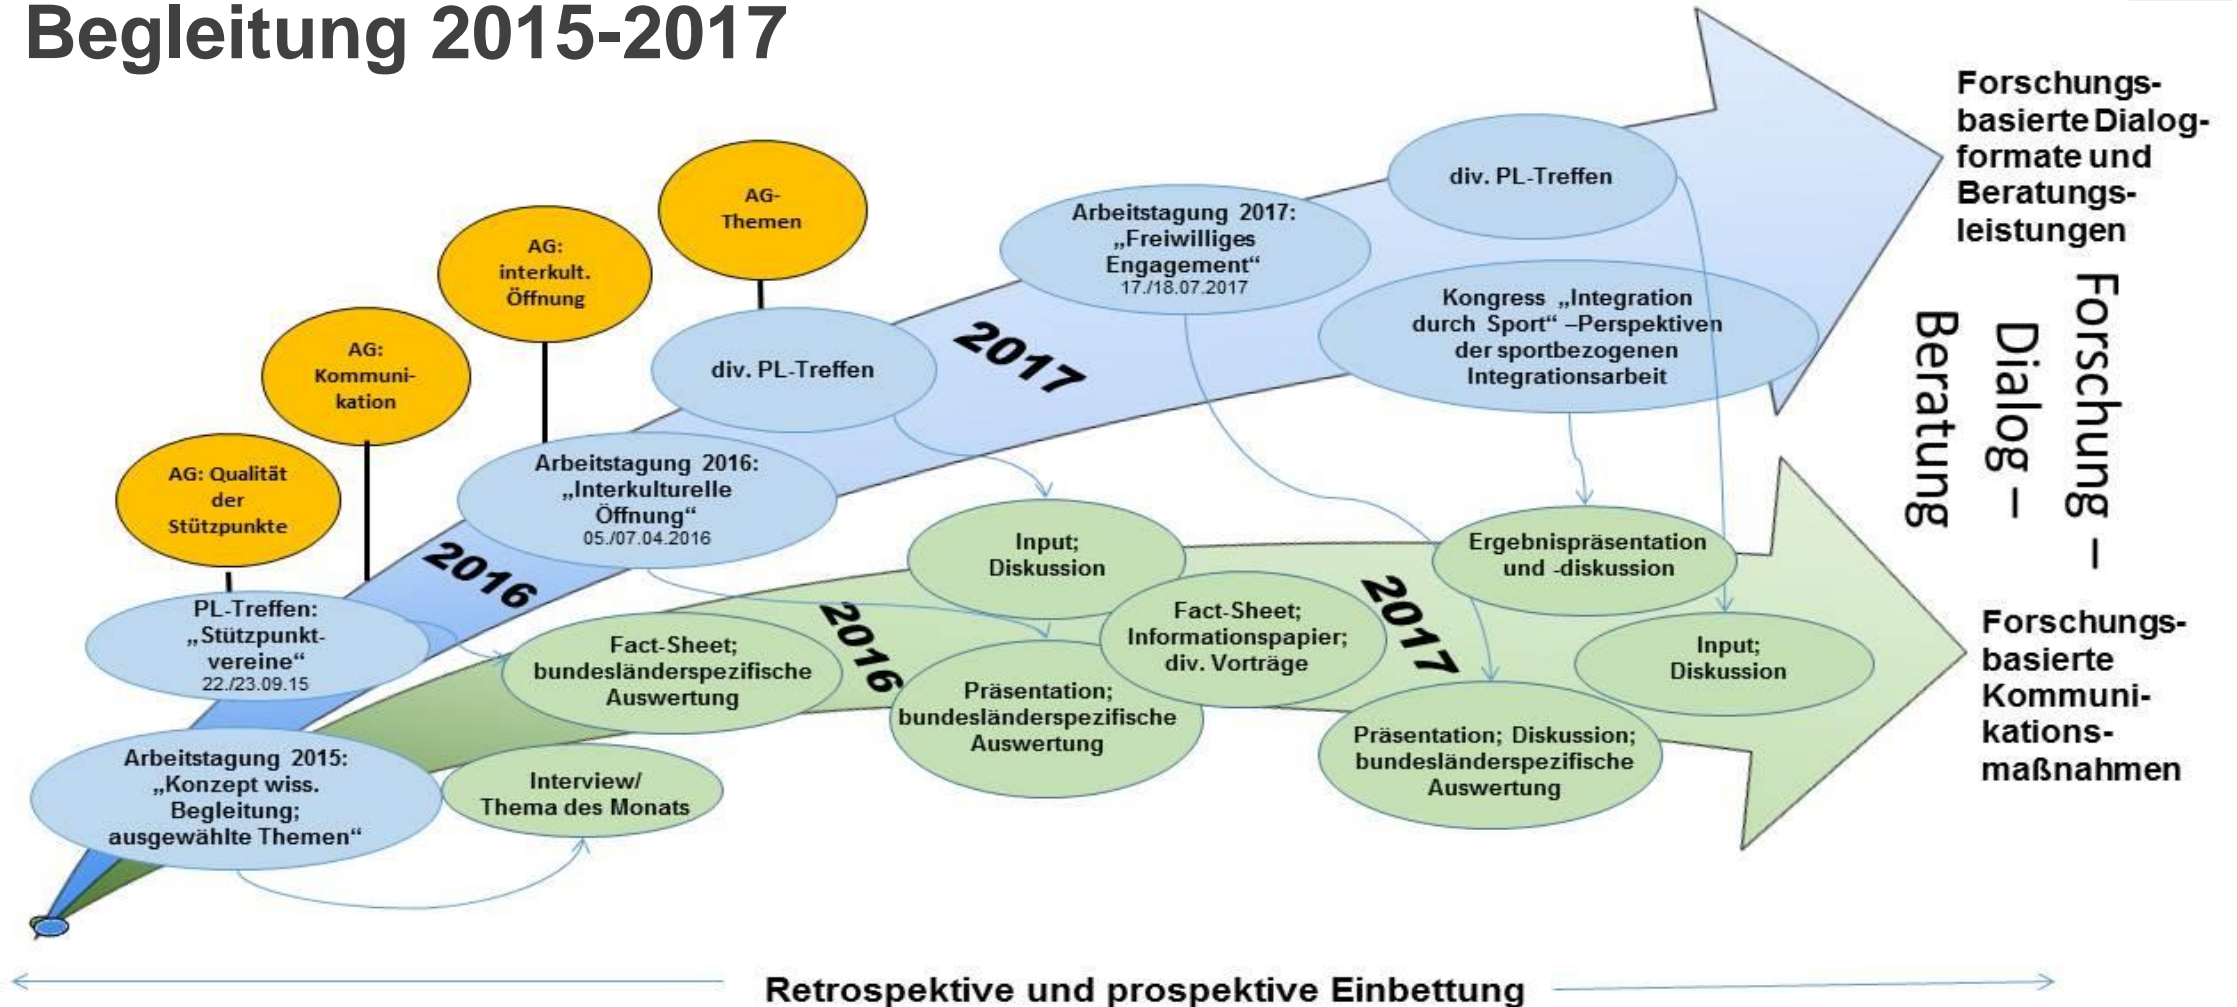 Begleitung 2015-2017
Forschungs-
basierte Dialog-
formate und
Beratungs-
leistungen
div. PL-Treffen
AG-
Themen
Arbeitstagung 2017:
„Freiwilliges
Engagement“
17./18.07.2017
AG:
interkult.
Öffnung
Kongress „Integration
durch Sport“ –Perspektiven
der sportbezogenen
Integrationsarbeit
AG:
Kommuni-
kation
div. PL-Treffen
2017
Forschung –
Dialog –
Beratung
AG: Qualität
der
Stützpunkte
Arbeitstagung 2016:
„Interkulturelle
Öffnung“
05./07.04.2016
2016
Input;
Diskussion
Ergebnispräsentation
und -diskussion
PL-Treffen:
„Stützpunkt-
vereine“
22./23.09.15
Fact-Sheet;
bundesländerspezifische
Auswertung
2016
Fact-Sheet;
Informationspapier;
div. Vorträge
2017
Input;
Diskussion
Forschungs-
basierte
Kommuni-
kations-
maßnahmen
Präsentation;
bundesländerspezifische
Auswertung
Präsentation; Diskussion;
bundesländerspezifische
Auswertung
Arbeitstagung 2015:
„Konzept wiss.
Begleitung;
ausgewählte Themen“
Interview/
Thema des Monats
Retrospektive und prospektive Einbettung